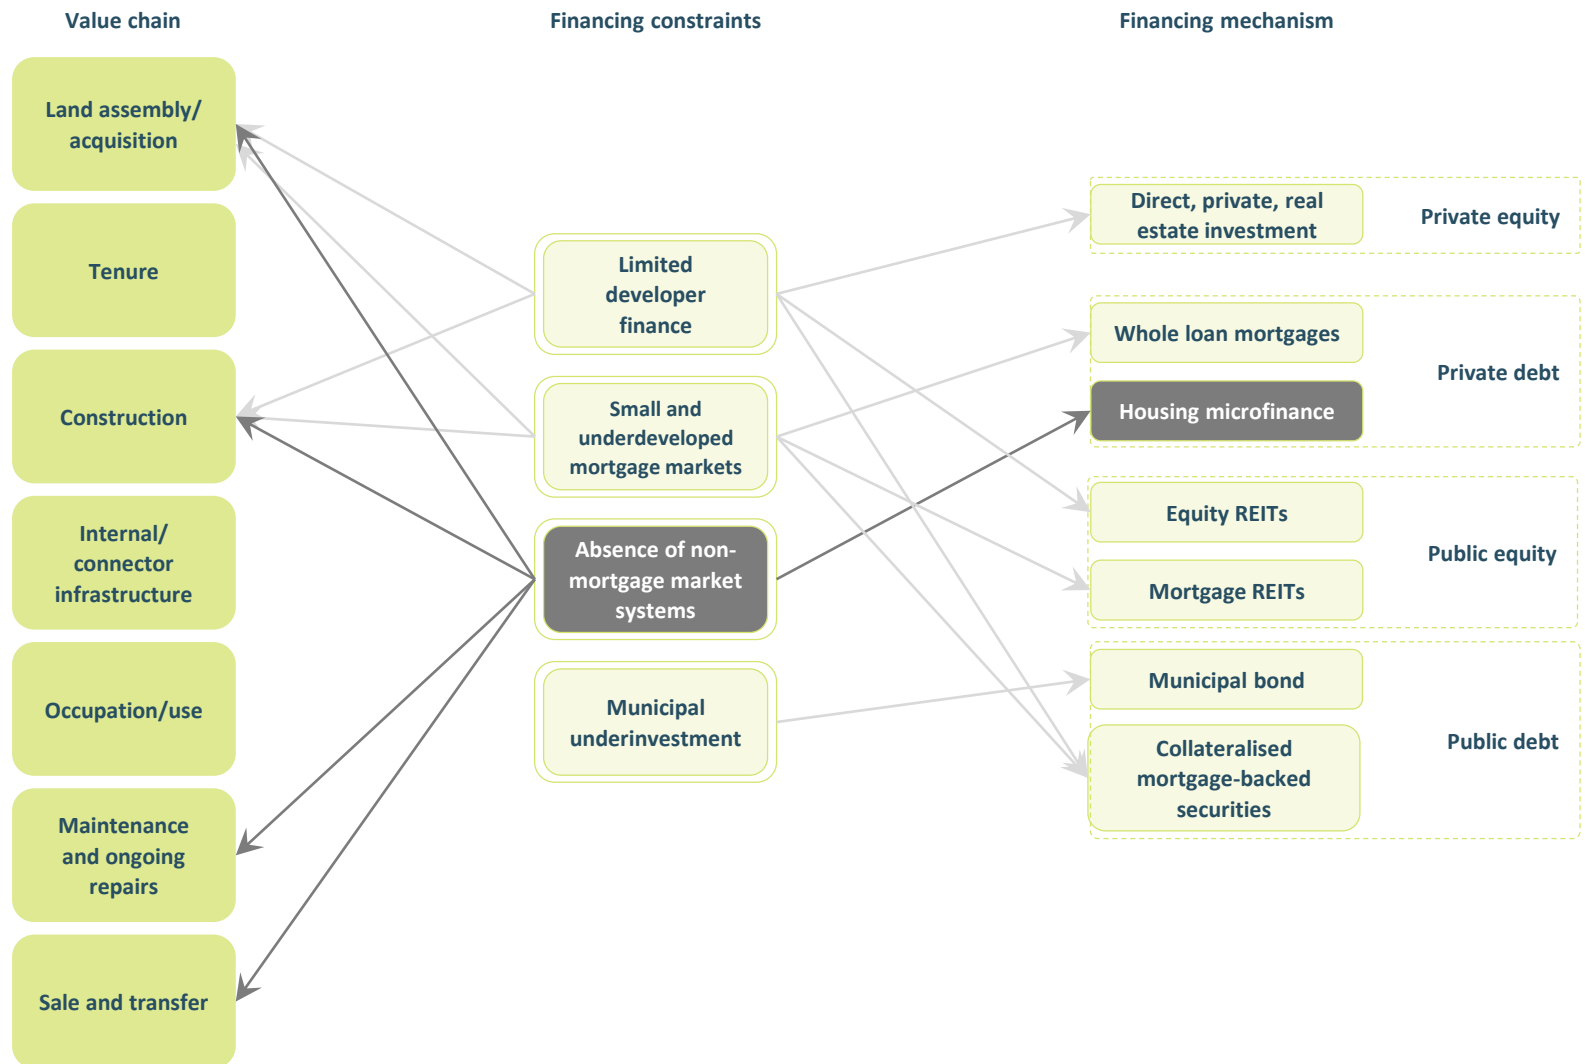 Value chain
Financing constraints
Financing mechanism
Land assembly/
acquisition
Tenure
Construction
Internal/
connector
infrastructure
Occupation/use
Maintenance
and ongoing
repairs
Sale and transfer
Limited
developer
finance
Small and
underdeveloped
mortgage markets
Absence of non-
mortgage market
systems
Municipal
underinvestment
Direct, private, real
estate investment
Private equity
Whole loan mortgages
Housing microfinance
Private debt
Equity REITs
Mortgage REITs
Public equity
Municipal bond
Collateralised
mortgage-backed
securities
Public debt